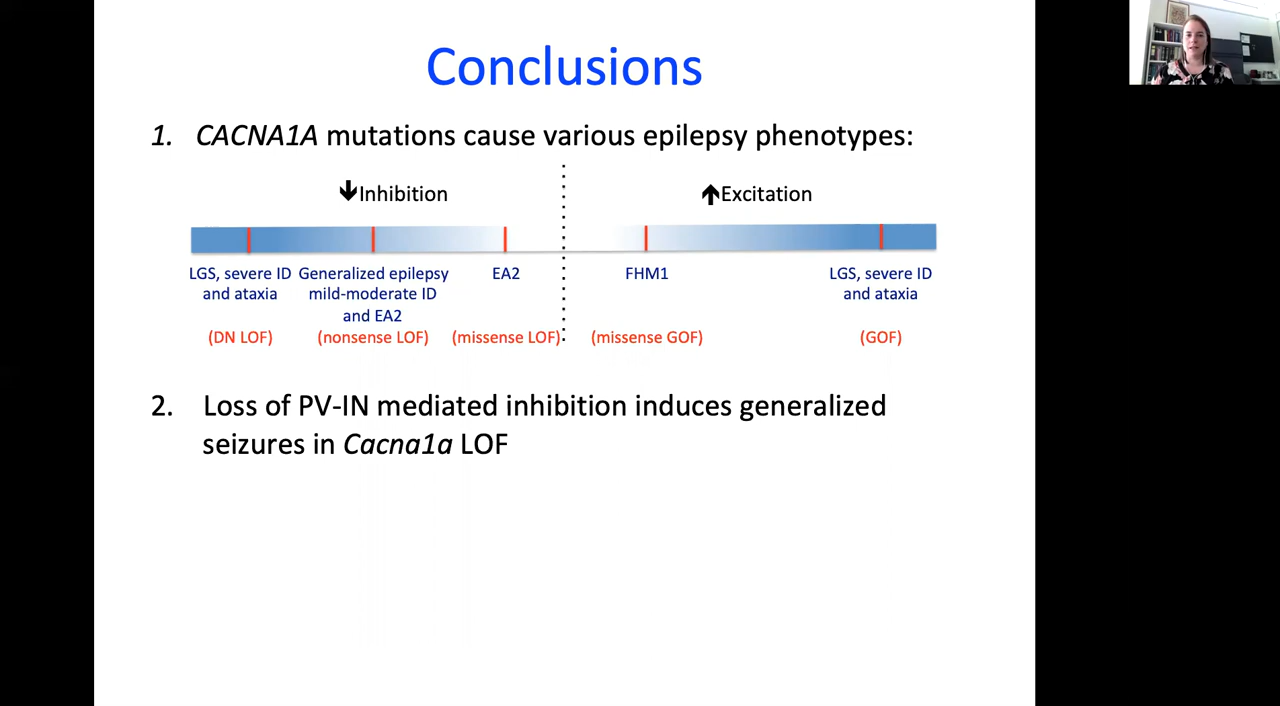 Conclusions
1. CACNA1A mutations cause various epilepsy phenotypes:
🡇Inhibition
🡅Excitation
LGS, severe ID
and ataxia
(DN LOF)
Generalized epilepsy
mild-moderate ID
and EA2
(nonsense LOF)
EA2
(missense LOF)
FHM1
(missense GOF)
LGS, severe ID
and ataxia
(GOF)
2. Loss of PV-IN mediated inhibition induces generalized
seizures in Cacna1a LOF